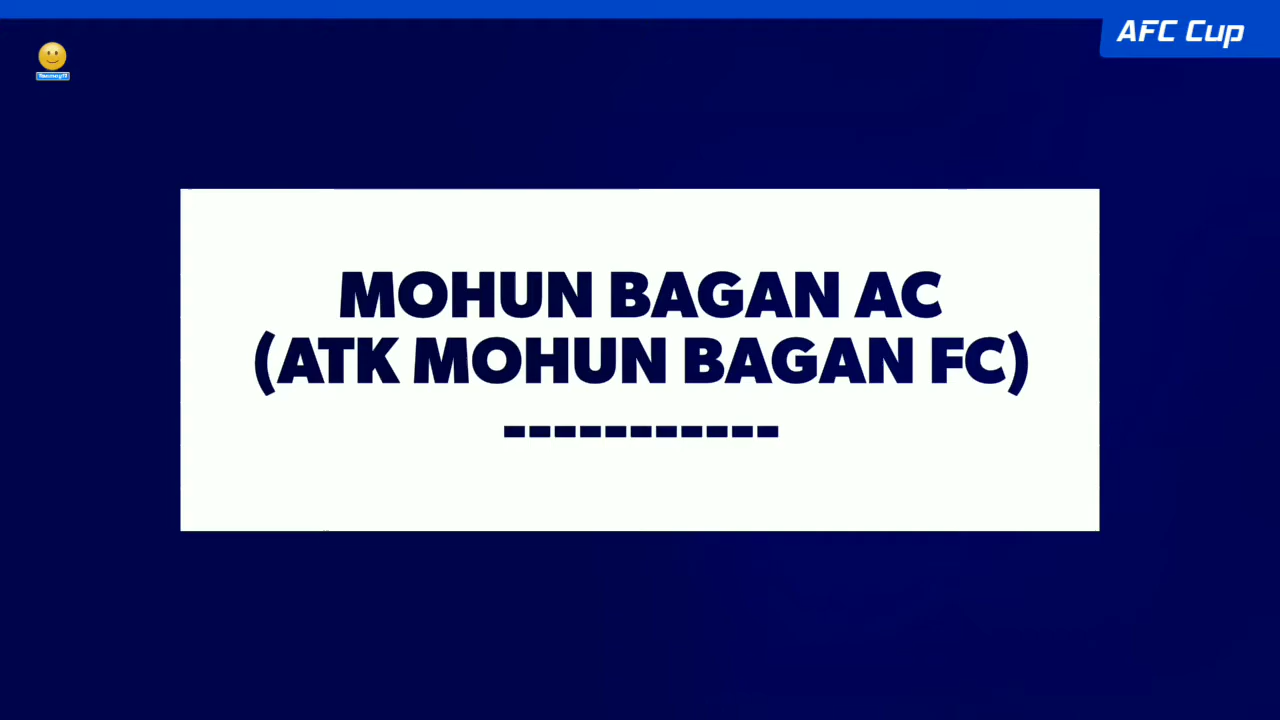 AFC Cup
MOHUN BAGAN AC
(ATK MOHUN BAGAN FC)
-----------